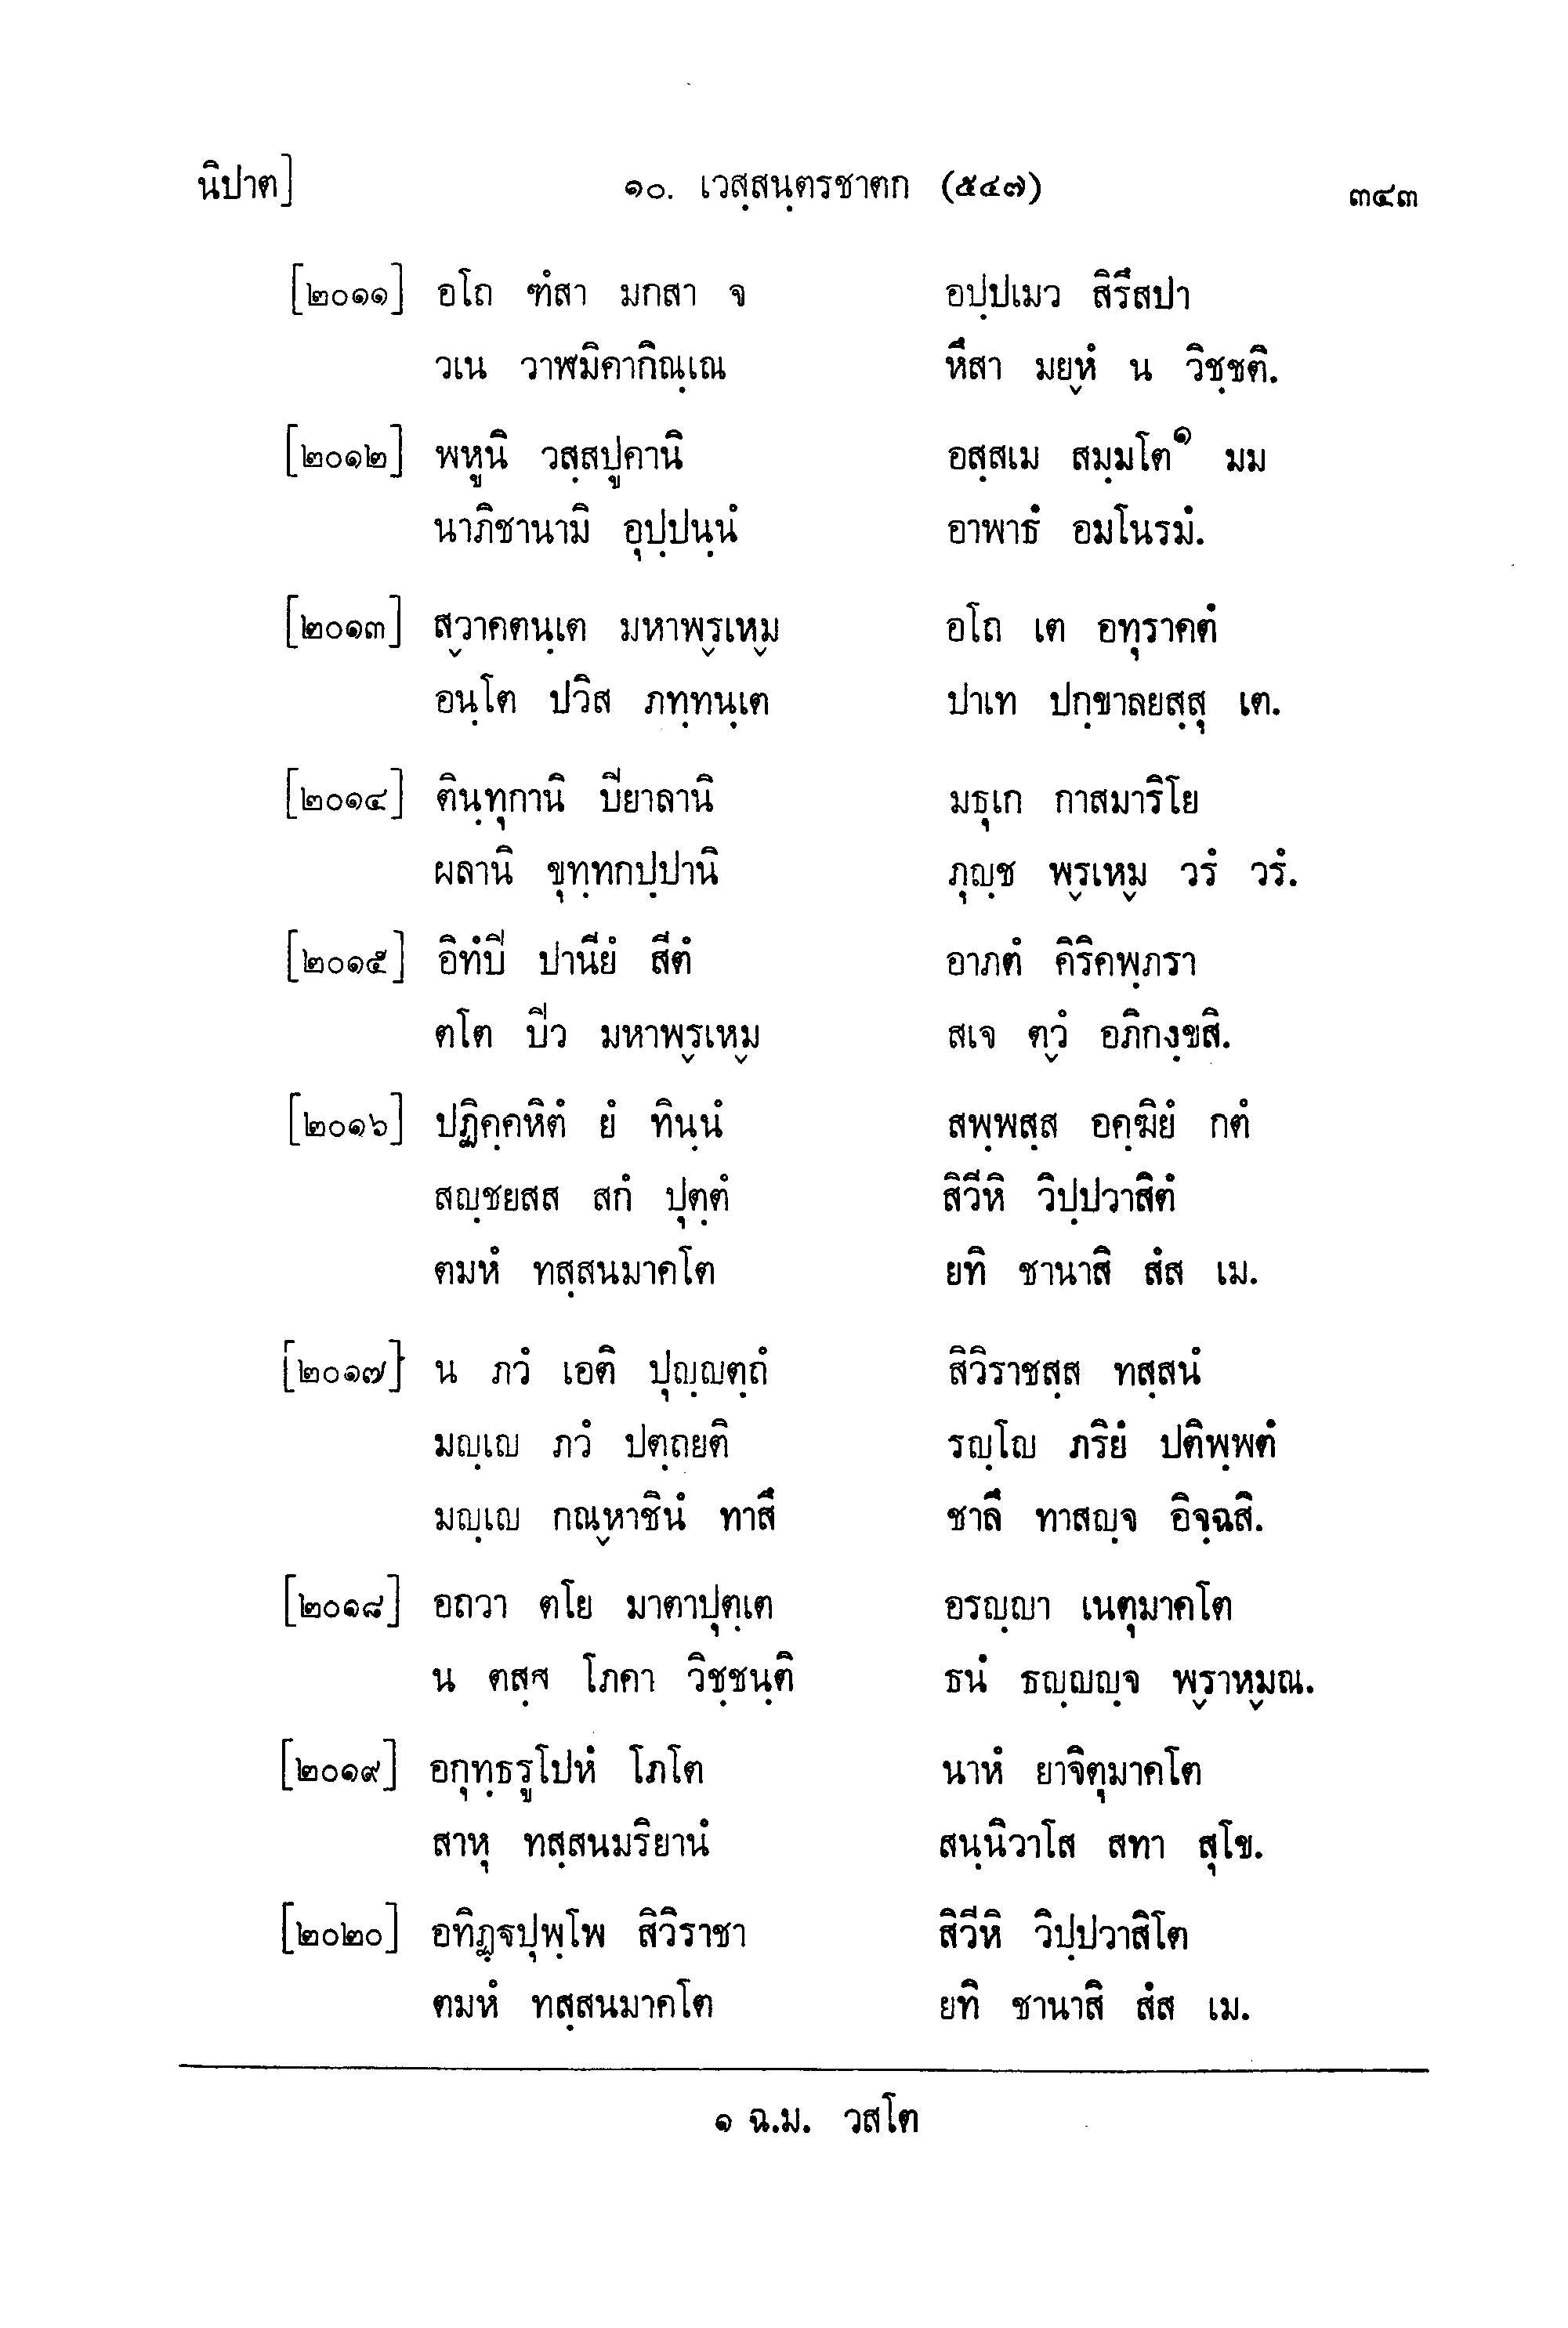 นิปาต] ๑๐. เวสฺสนฺตรชาตก (๕๔๗) ๓๔๓
[๒๐๑๑] อโถ ฑํสา มกสา จ อปฺปเมว สิรึสปา
วเน วาฬมิคากิณฺเณ หึสา มยฺหํ น วิชฺชติ.
[๒๐๑๒] พหูนิ วสฺสปูคานิ อสฺสเม สมฺมโต๑ มม
นาภิชานามิ อุปฺปนฺนํ อาพาธํ อมโนรมํ.
[๒๐๑๓] สฺวาคตนฺเต มหาพฺรเหฺม อโถ เต อทุราคตํ
อนฺโต ปวิส ภทฺทนฺเต ปาเท ปกฺขาลยสฺสุ เต.
[๒๐๑๔] ตินฺทุกานิ ปิยาลานิ มธุเก กาสมาริโย
ผลานิ ขุทฺทกปฺปานิ ภุญฺช พฺรเหฺม วรํ วรํ.
[๒๐๑๕] อิทํปิ ปานียํ สีตํ อาภตํ คิริคพฺภรา
ตโต ปิว มหาพฺรเหฺม สเจ ตฺวํ อภิกงฺขสิ.
[๒๐๑๖] ปฏิคฺคหิตํ ยํ ทินฺนํ สพฺพสฺส อคฺฆิยํ กตํ
สญฺชยสส สกํ ปุตฺตํ สิวีหิ วิปฺปวาสิตํ
ตมหํ ทสฺสนมาคโต ยทิ ชานาสิ สํส เม.
[๒๐๑๗] น ภวํ เอติ ปุญฺญตฺถํ สิวิราชสฺส ทสฺสนํ
มญฺเญ ภวํ ปตฺถยติ รญฺโญ ภริยํ ปติพฺพตํ
มญฺเญ กณฺหาชินํ ทาสึ ชาลึ ทาสญฺจ อิจฺฉสิ.
[๒๐๑๘] อถวา ตโย มาตาปุตฺเต อรญฺญา เนตุมาคโต
น ตสฺส โภคา วิชฺชนฺติ ธนํ ธญฺญญฺจ พฺราหฺมณ.
[๒๐๑๙] อกุทฺธรูโปหํ โภโต นาหํ ยาจิตุมาคโต
สาหุ ทสฺสนมริยานํ สนฺนิวาโส สทา สุโข.
[๒๐๒๐] อทิฏฺฐปุพฺโพ สิวิราชา สิวีหิ วิปฺปวาสิโต
ตมหํ ทสฺสนมาคโต ยทิ ชานาสิ สํส เม.
๑ ฉ.ม. วสโต